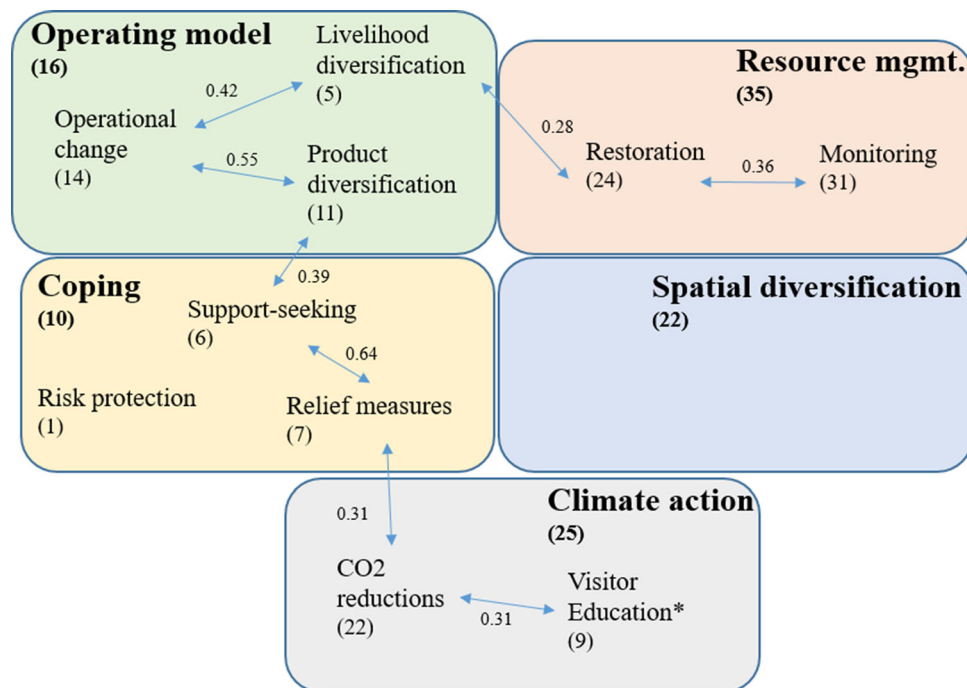 Operating model
(16)
Livelihood
diversification
(5)
0.42
Operational
change
(14)
0.55
Product
diversification
(11)
Resource mgmt.
(35)
0.28
Restoration
(24)
0.36
Monitoring
(31)
0.39
Coping
(10)
Support-seeking
(6)
0.64
Risk protection
(1)
Relief measures
(7)
Spatial diversification
(22)
Climate action
(25)
0.31
CO2
reductions
(22)
0.31
Visitor
Education*
(9)